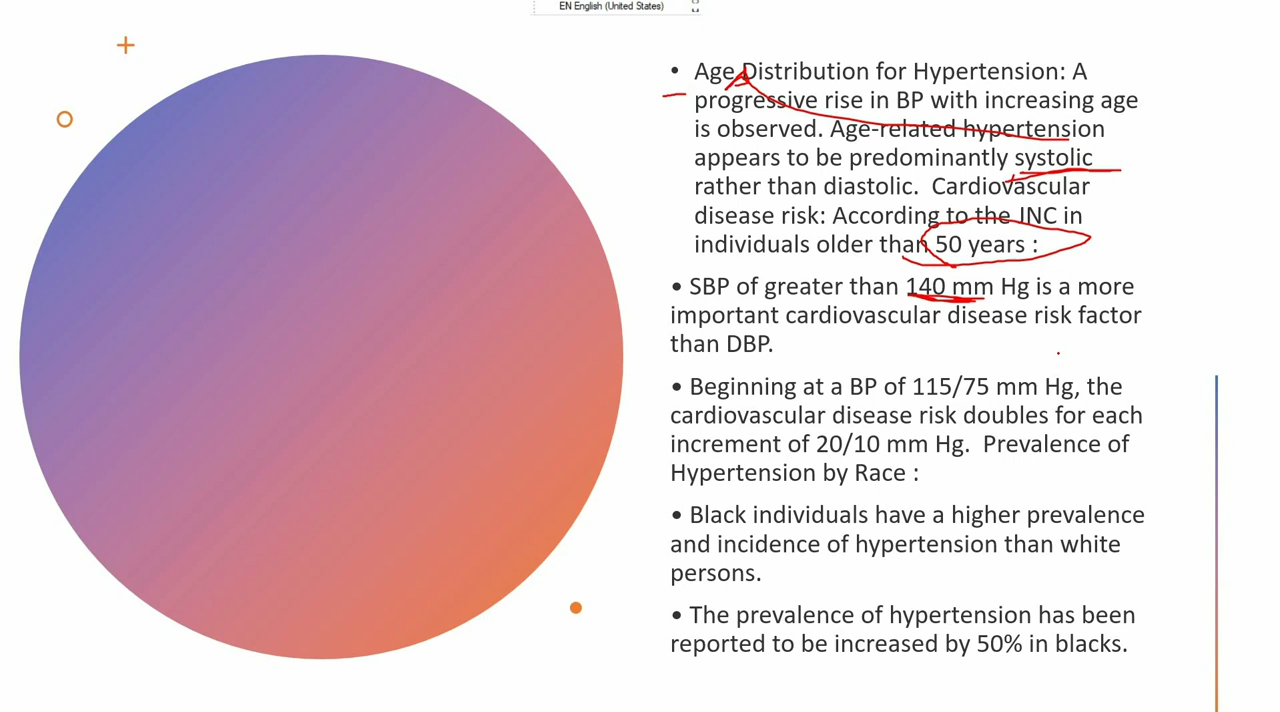 EN English (United States)
• Age Distribution for Hypertension: A
progressive rise in BP with increasing age
is observed. Age-related hypertension
appears to be predominantly systolic
rather than diastolic. Cardiovascular
disease risk: According to the JNC in
individuals older than 50 years :
• SBP of greater than 140 mm Hg is a more
important cardiovascular disease risk factor
than DBP.
• Beginning at a BP of 115/75 mm Hg, the
cardiovascular disease risk doubles for each
increment of 20/10 mm Hg. Prevalence of
Hypertension by Race :
• Black individuals have a higher prevalence
and incidence of hypertension than white
persons.
• The prevalence of hypertension has been
reported to be increased by 50% in blacks.